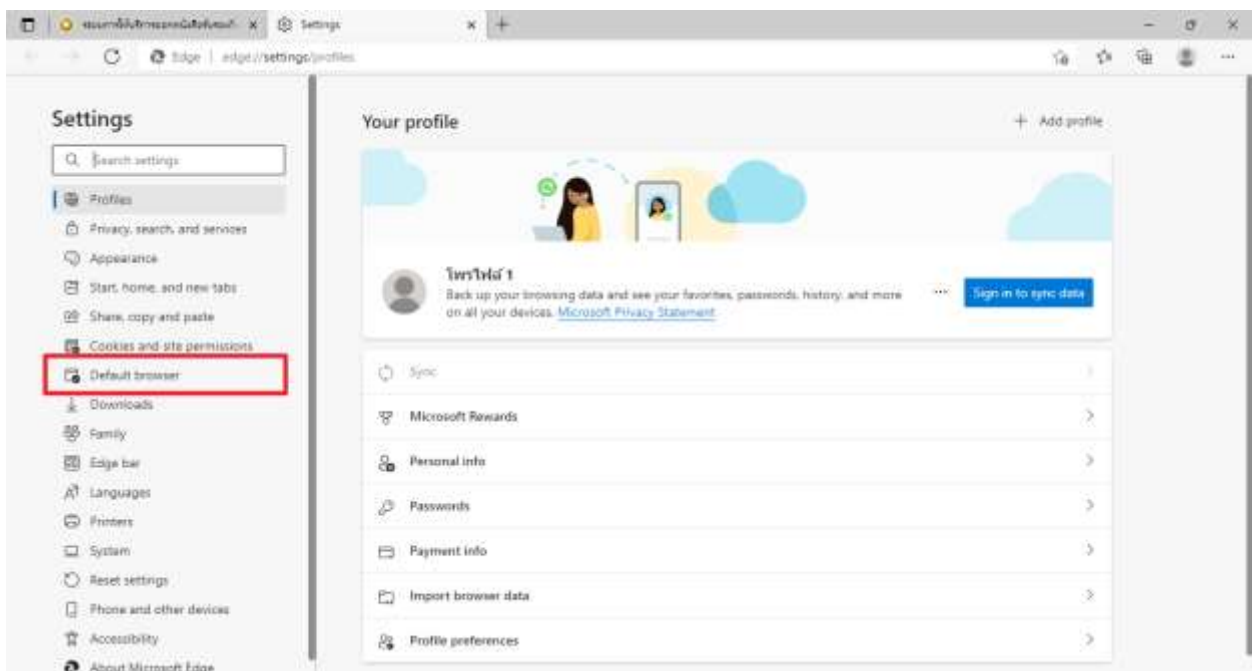 Settings
Edge | edge://settings/profiles
Settings
Search settings
Profiles
Privacy, search, and services
Appearance
Start, home, and new tabs
Share, copy and paste
Cookies and site permissions
Default browser
Downloads
Family
Edge bar
Languages
Printers
System
Reset settings
Phone and other devices
Accessibility
About Microsoft Edge
Your profile
Add profile
โพรไฟล์ 1
Back up your browsing data and see your favorites, passwords, history, and more
on all your devices. Microsoft Privacy Statement
Sign in to sync data
Sync
Microsoft Rewards
Personal info
Passwords
Payment info
Import browser data
Profile preferences